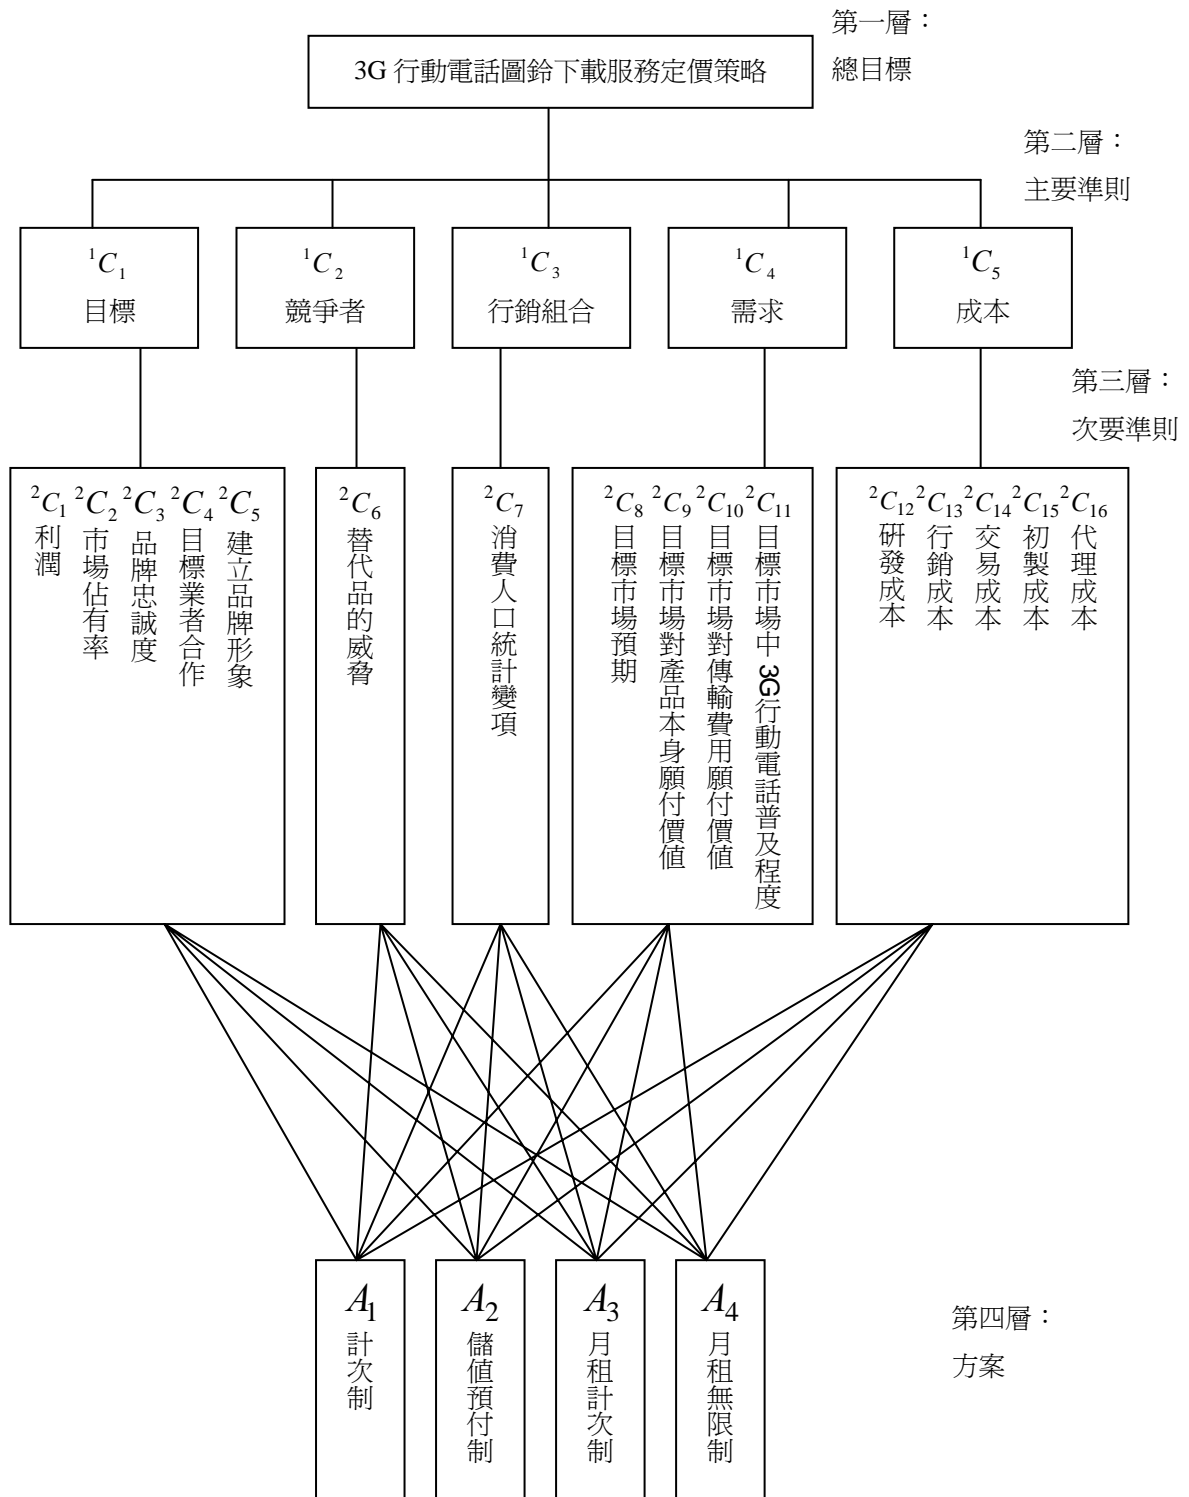 第一層：
總目標
3G 行動電話圖鈴下載服務定價策略
第二層：
主要準則
¹C₁
目標
¹C₂
競爭者
¹C₃
行銷組合
¹C₄
需求
¹C₅
成本
第三層：
次要準則
²C₁
利潤
²C₂
市場佔有率
²C₃
品牌忠誠度
²C₄
目標業者合作
²C₅
建立品牌形象
²C₆
替代品的威脅
²C₇
消費人口統計變項
²C₈
目標市場預期
²C₉
目標市場對產品本身願付價值
²C₁₀
目標市場對傳輸費用願付價值
²C₁₁
目標市場中3G行動電話普及程度
²C₁₂
研發成本
²C₁₃
行銷成本
²C₁₄
交易成本
²C₁₅
初製成本
²C₁₆
代理成本
A₁
計次制
A₂
儲值預付制
A₃
月租計次制
A₄
月租無限制
第四層：
方案